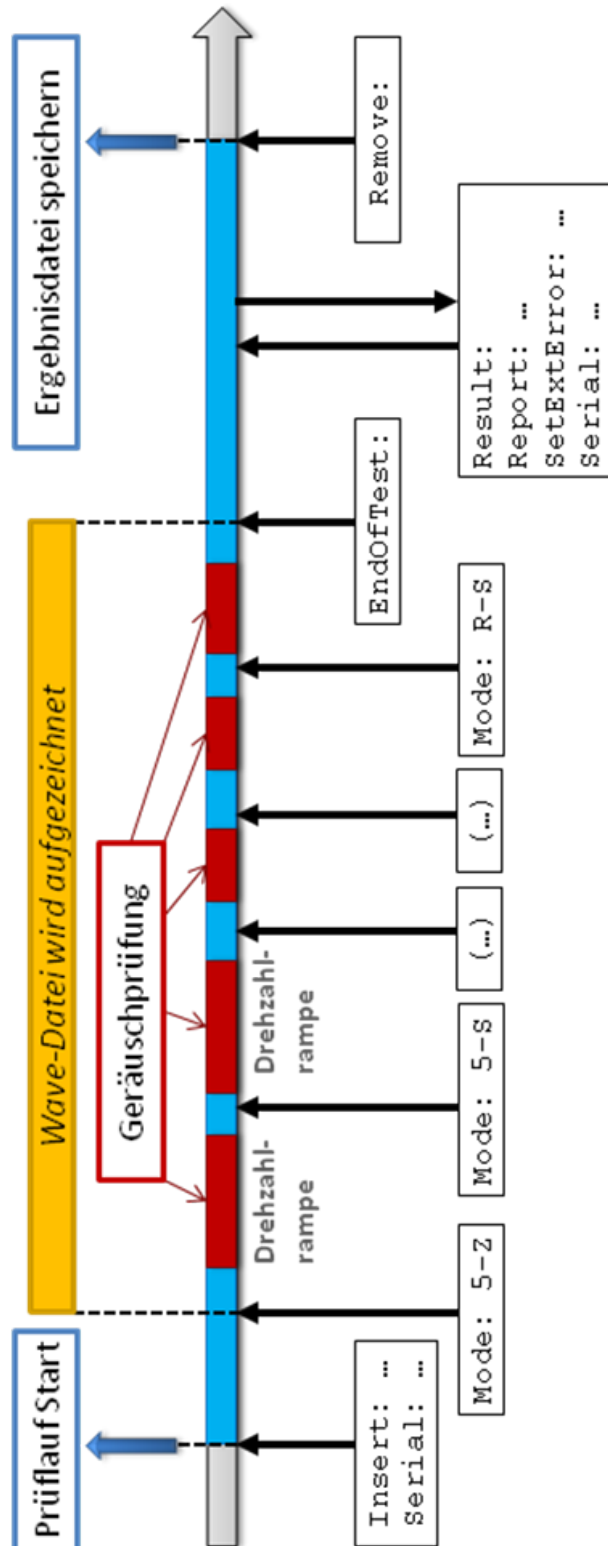 Prüflauf Start
Wave-Datei wird aufgezeichnet
Ergebnisdatei speichern
Geräuschprüfung
Drehzahl-
rampe
Drehzahl-
rampe
Insert: …
Serial: …
Mode: 5-Z
Mode: 5-S
(…)
(…)
Mode: R-S
EndOfTest:
Result:
Report: …
SetExtError: …
Serial: …
Remove: